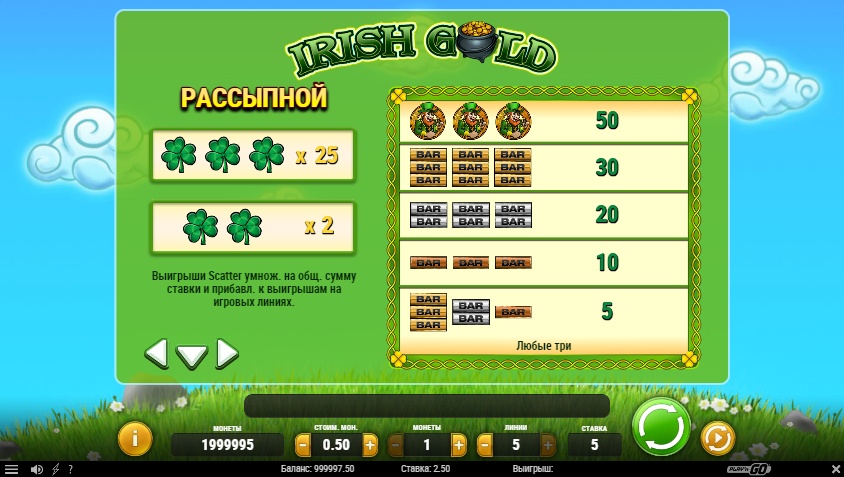 IRISH GOLD
РАССЫПНОЙ
x 25
x 2
Выигрыши Scatter умнож. на общ. сумму
ставки и прибавл. к выигрышам на
игровых линиях.
50
BAR BAR BAR
BAR BAR BAR
BAR BAR BAR
30
BAR BAR BAR
BAR BAR BAR
20
BAR BAR BAR
10
BAR
BAR BAR
BAR BAR BAR
BAR
5
Любые три
МОНЕТЫ
СТОИМ. МОН.
МОНЕТЫ
ЛИНИИ
СТАВКА
i
1999995
- 0.50 +
- 1 +
- 5 +
5
? Баланс: 999997.50 Ставка: 2.50 Выигрыш: PLAY'N GO